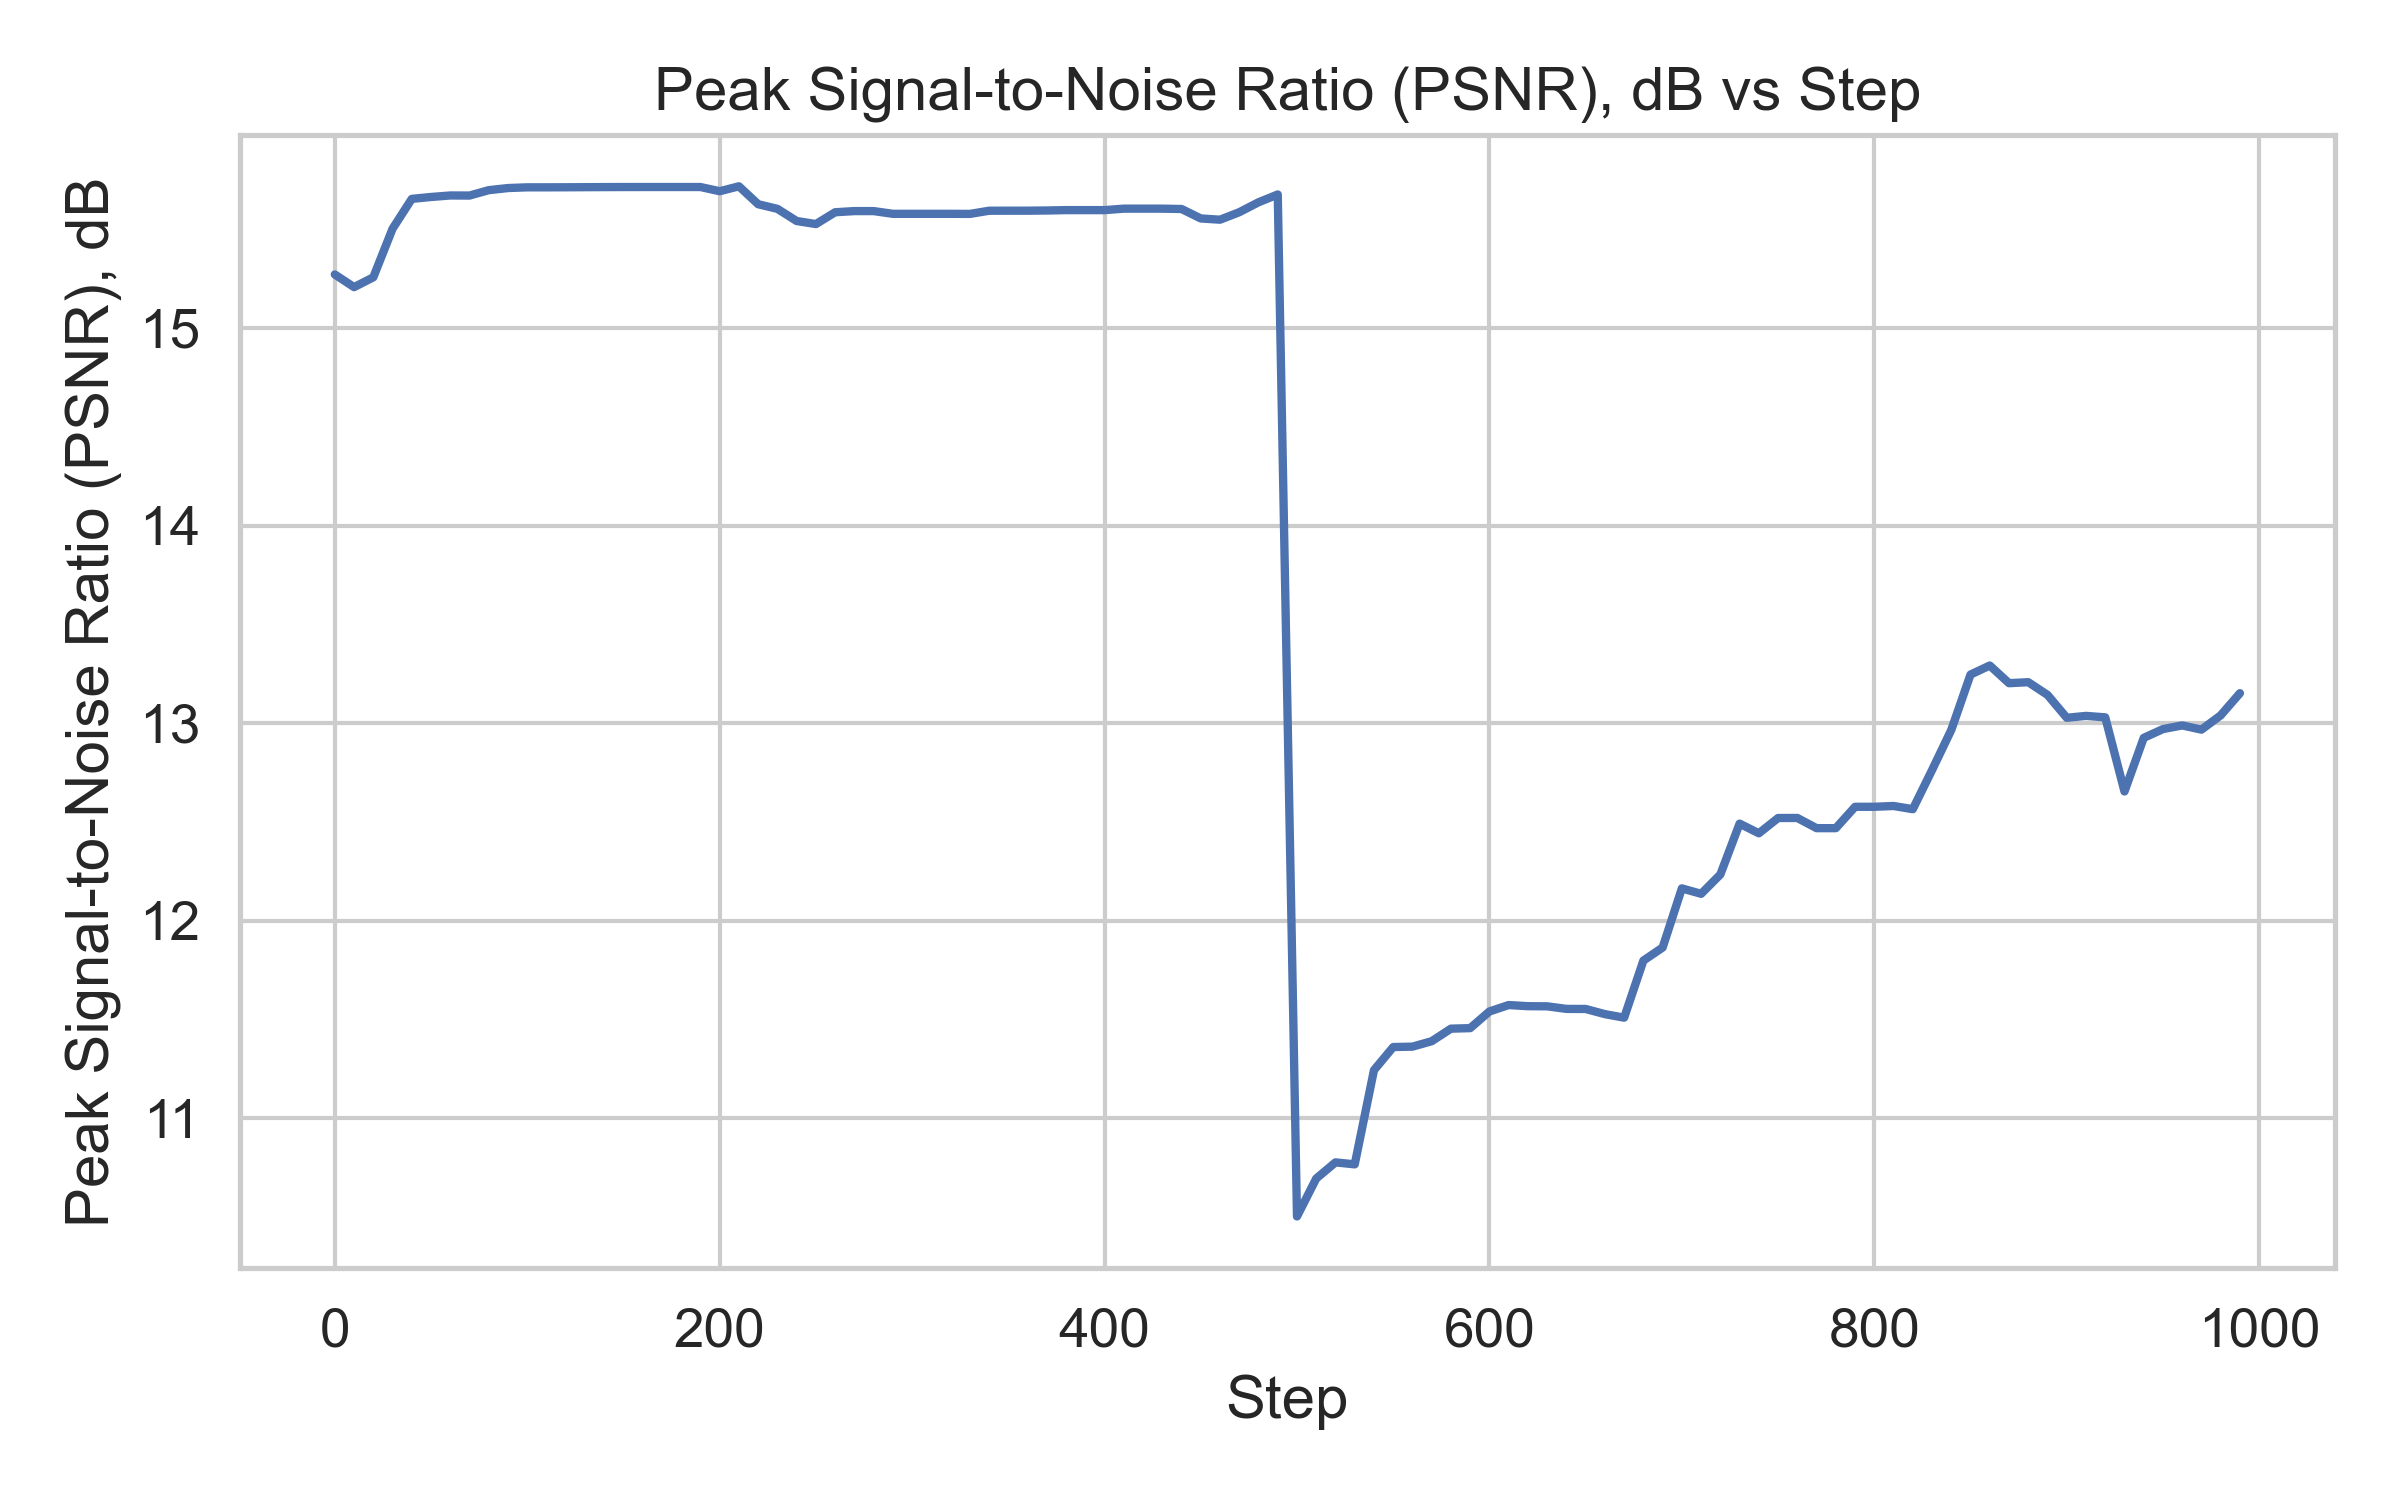 Peak Signal-to-Noise Ratio (PSNR), dB vs Step
Peak Signal-to-Noise Ratio (PSNR), dB
15
14
13
12
11
0 200 400 600 800 1000
Step